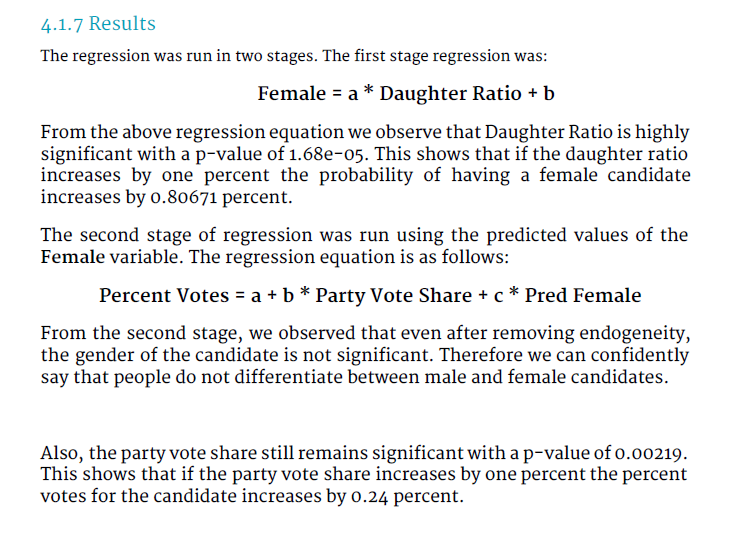 4.1.7 Results
The regression was run in two stages. The first stage regression was:
Female = a * Daughter Ratio + b
From the above regression equation we observe that Daughter Ratio is highly
significant with a p-value of 1.68e-05. This shows that if the daughter ratio
increases by one percent the probability of having a female candidate
increases by 0.80671 percent.
The second stage of regression was run using the predicted values of the
Female variable. The regression equation is as follows:
Percent Votes = a + b * Party Vote Share + c * Pred Female
From the second stage, we observed that even after removing endogeneity,
the gender of the candidate is not significant. Therefore we can confidently
say that people do not differentiate between male and female candidates.
Also, the party vote share still remains significant with a p-value of 0.00219.
This shows that if the party vote share increases by one percent the percent
votes for the candidate increases by 0.24 percent.